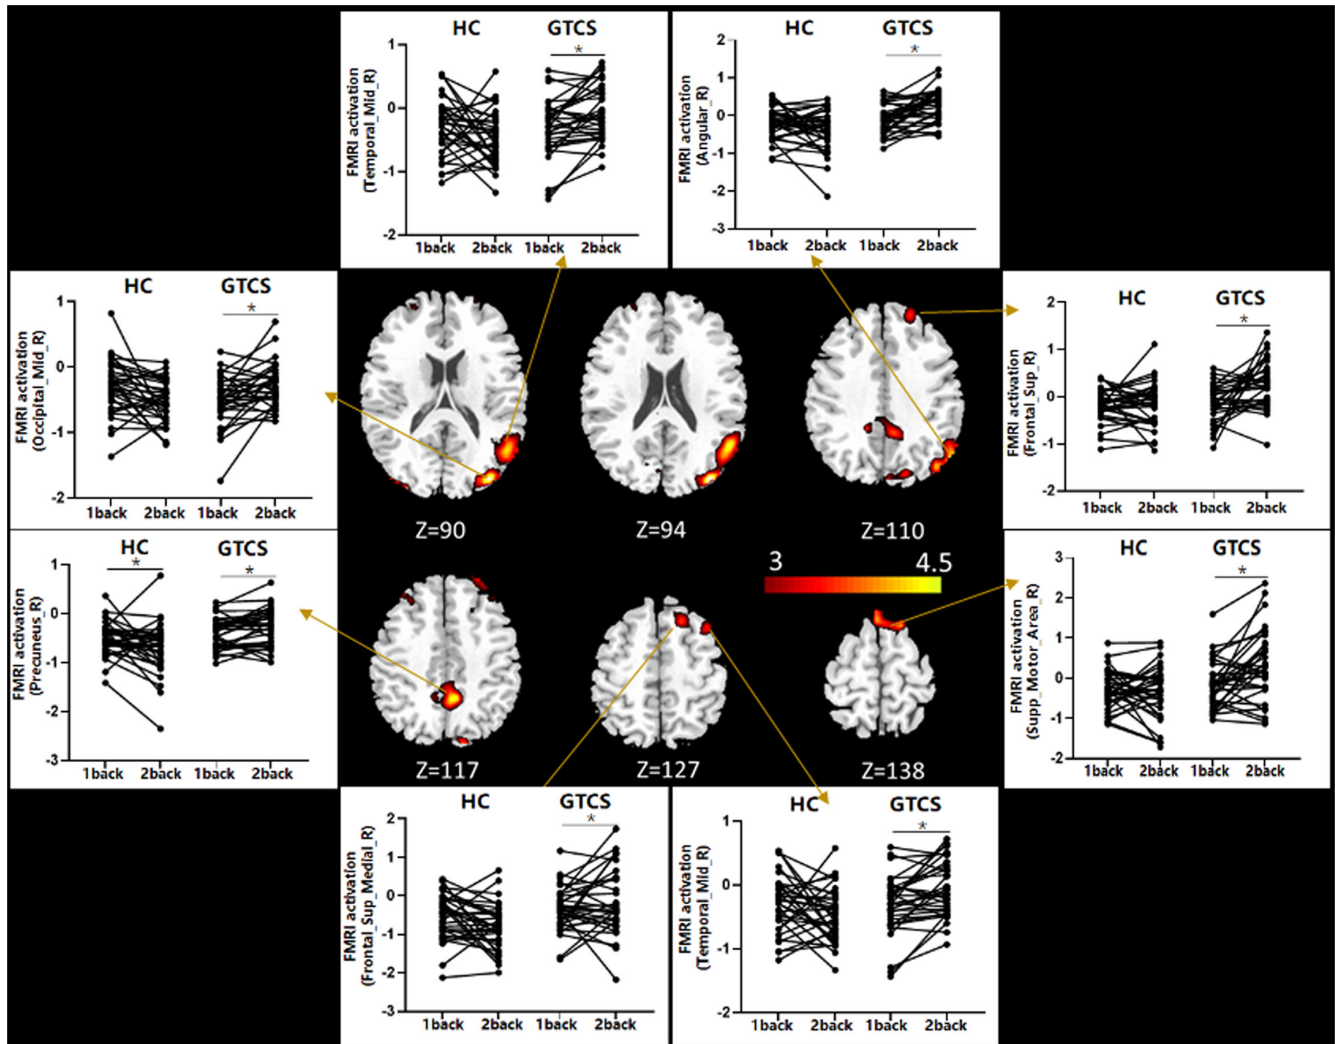 HC GTCS
*
FMRI activation
(Temporal_Mid_R)
1
0
-1
-2
1back 2back 1back 2back
HC GTCS
*
FMRI activation
(Angular_R)
2
1
0
-1
-2
-3
1back 2back 1back 2back
HC GTCS
*
FMRI activation
(Occipital_Mid_R)
1
0
-1
-2
1back 2back 1back 2back
HC GTCS
*
FMRI activation
(Frontal_Sup_R)
2
1
0
-1
-2
1back 2back 1back 2back
Z=90 Z=94 Z=110
HC GTCS
* *
FMRI activation
(Precuneus_R)
1
0
-1
-2
-3
1back 2back 1back 2back
3 4.5
HC GTCS
*
FMRI activation
(Supp_Motor_Area_R)
3
2
1
0
-1
-2
1back 2back 1back 2back
Z=117 Z=127 Z=138
HC GTCS
*
FMRI activation
(Frontal_Sup_Medial_R)
2
1
0
-1
-2
-3
1back 2back 1back 2back
HC GTCS
*
FMRI activation
(Temporal_Mid_R)
1
0
-1
-2
1back 2back 1back 2back